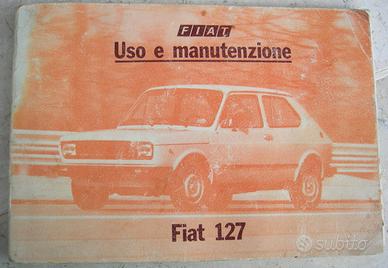 FIAT
Uso e manutenzione
Fiat 127
subito